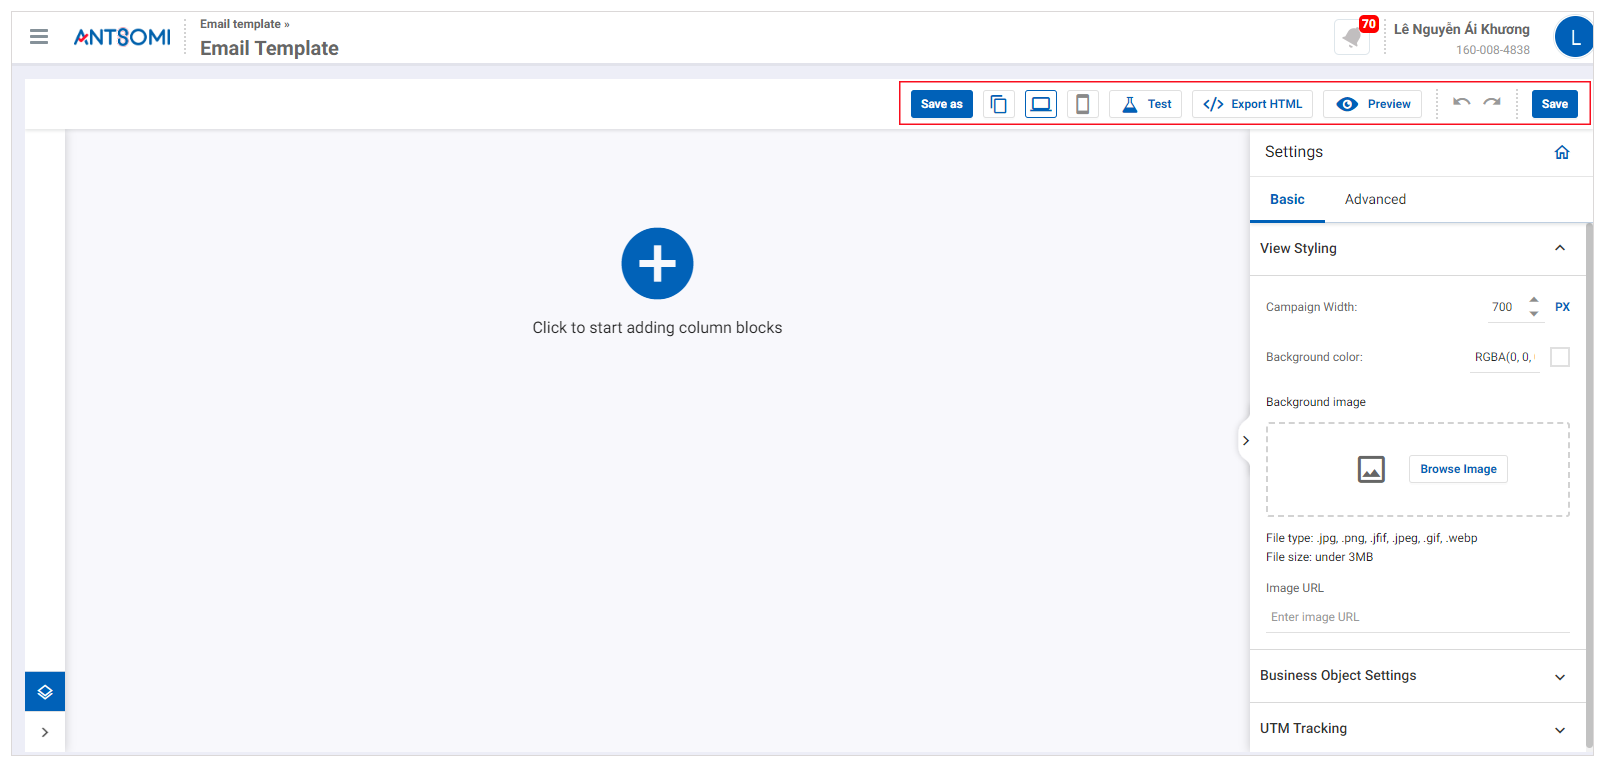 ANTSOMI
Email template »
Email Template
70
Lê Nguyễn Ái Khương
160-008-4838
L
Save as
Test
</> Export HTML
Preview
Save
Settings
Basic
Advanced
View Styling
Campaign Width:
700
PX
Background color:
RGBA(0, 0,
Background image
Browse Image
File type: .jpg, .png, .jfif, .jpeg, .gif, .webp
File size: under 3MB
Image URL
Enter image URL
Business Object Settings
UTM Tracking
Click to start adding column blocks